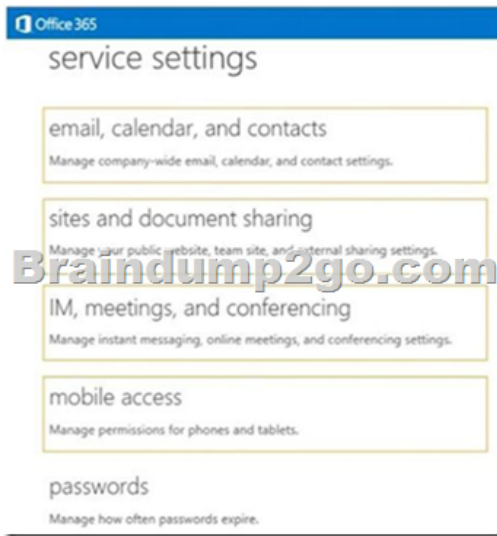 Office 365
service settings
email, calendar, and contacts
Manage company-wide email, calendar, and contact settings.
sites and document sharing
Manage your public website, team site, and external sharing settings.
Braindump2go.com
IM, meetings, and conferencing
Manage instant messaging, online meetings, and conferencing settings.
mobile access
Manage permissions for phones and tablets.
passwords
Manage how often passwords expire.